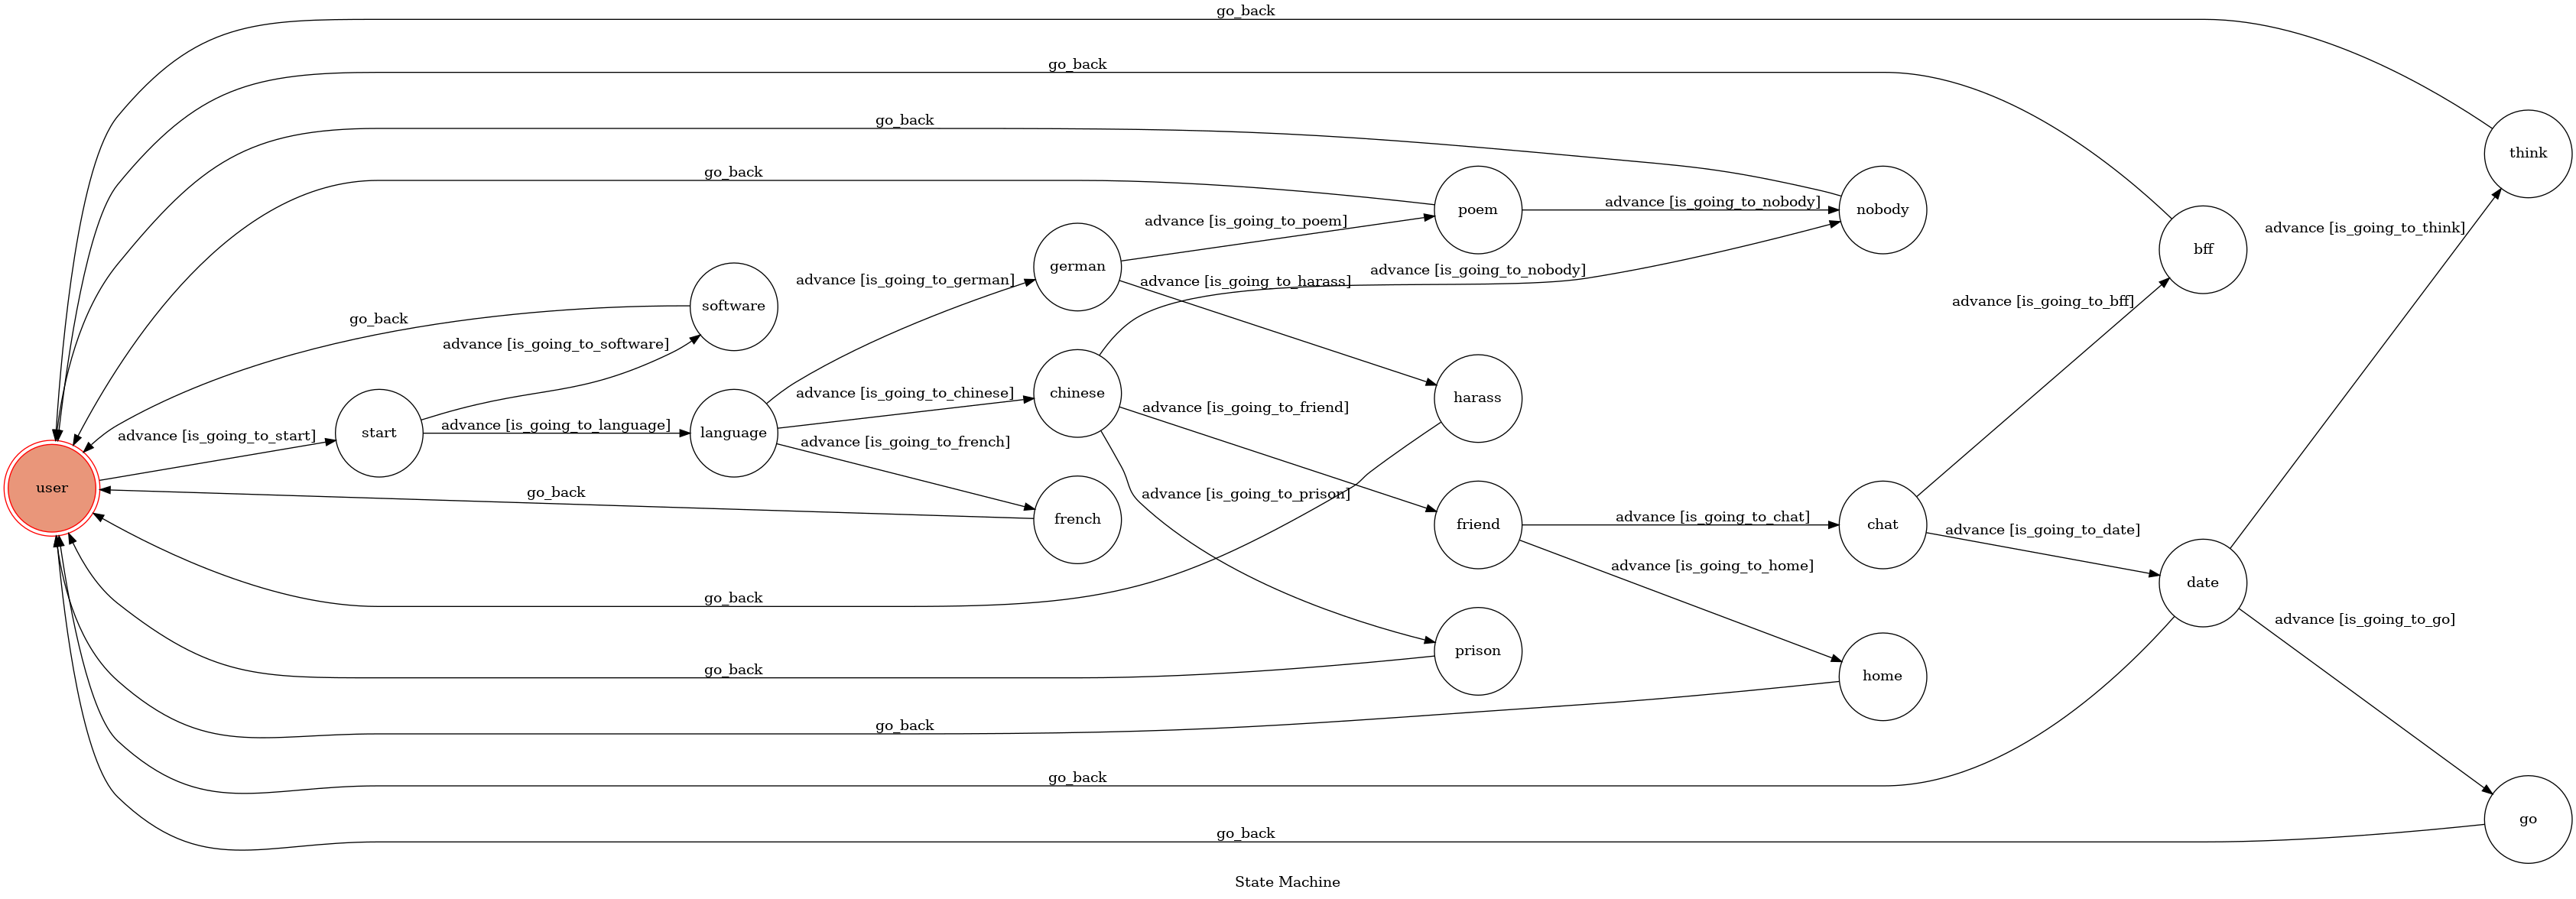 go_back
think
go_back
go_back
go_back
poem
advance [is_going_to_nobody]
nobody
advance [is_going_to_poem]
advance [is_going_to_think]
bff
german
advance [is_going_to_nobody]
advance [is_going_to_german]
advance [is_going_to_harass]
advance [is_going_to_bff]
software
go_back
advance [is_going_to_software]
advance [is_going_to_chinese]
chinese
harass
advance [is_going_to_friend]
advance [is_going_to_start]
start
advance [is_going_to_language]
language
advance [is_going_to_french]
user
go_back
advance [is_going_to_prison]
french
friend
advance [is_going_to_chat]
chat
advance [is_going_to_date]
advance [is_going_to_home]
date
go_back
advance [is_going_to_go]
prison
go_back
home
go_back
go_back
go
go_back
State Machine